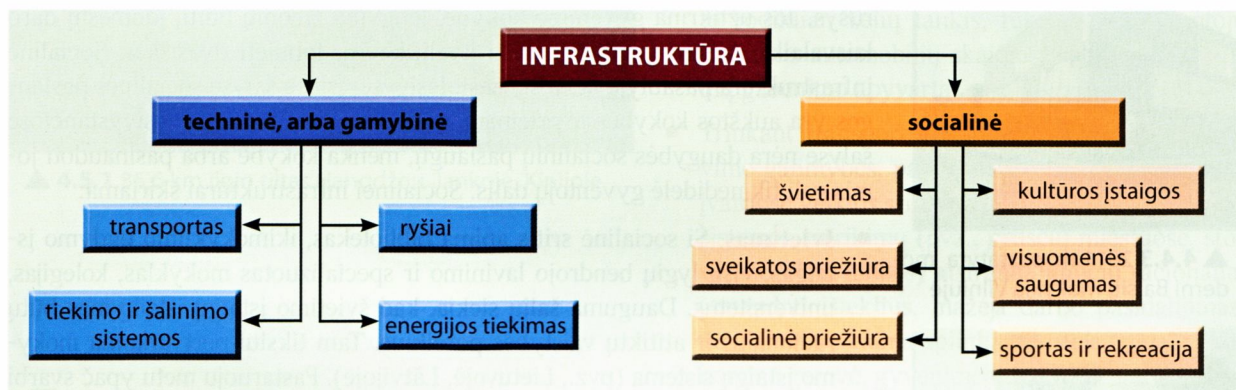 INFRASTRUKTŪRA
techninė, arba gamybinė
socialinė
transportas
ryšiai
tiekimo ir šalinimo
sistemos
energijos tiekimas
švietimas
kultūros įstaigos
sveikatos priežiūra
visuomenės
saugumas
socialinė priežiūra
sportas ir rekreacija